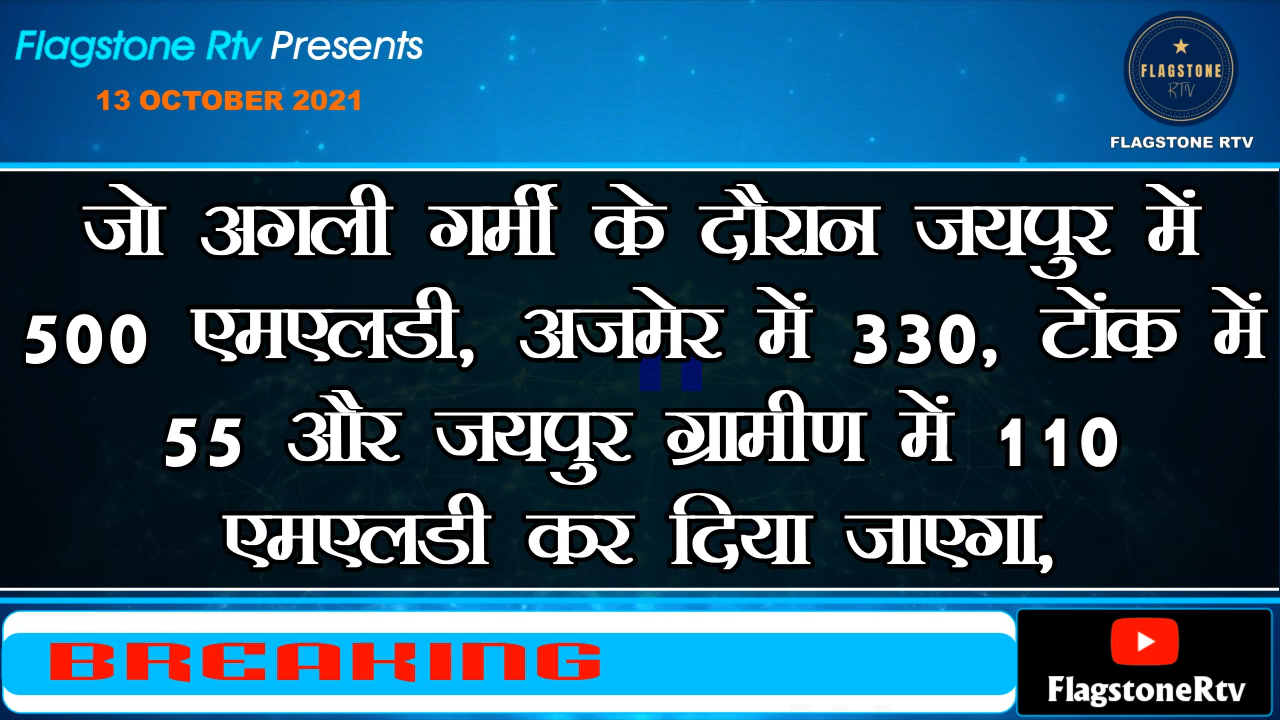 Flagstone Rtv Presents
13 OCTOBER 2021
FLAGSTONE
RTV
FLAGSTONE RTV
जो अगली गर्मी के दौरान जयपुर में
500 एमएलडी, अजमेर में 330, टोंक में
55 और जयपुर ग्रामीण में 110
एमएलडी कर दिया जाएगा,
BREAKING
FlagstoneRtv